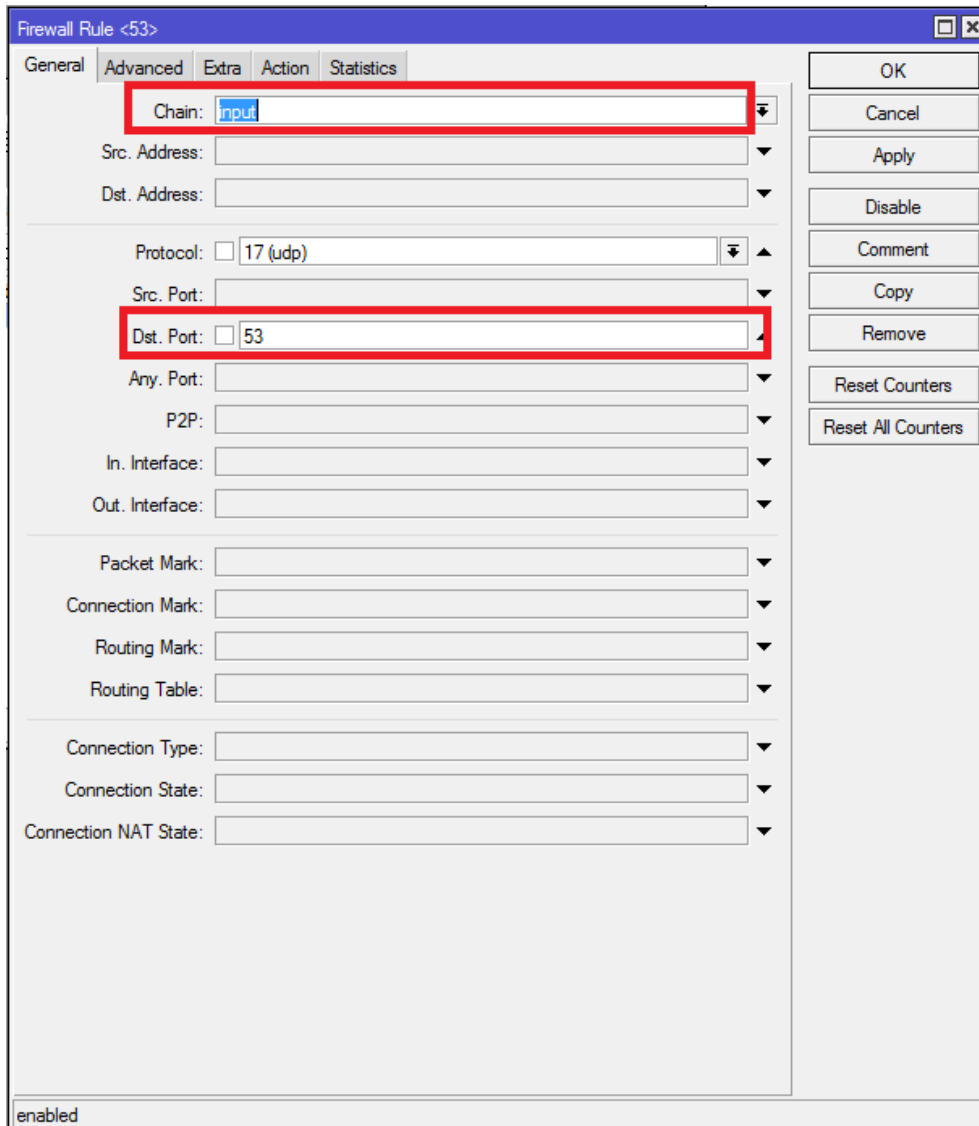 Firewall Rule <53>
General Advanced Extra Action Statistics
Chain: input
Src. Address:
Dst. Address:
Protocol: 17 (udp)
Src. Port:
Dst. Port: 53
Any. Port:
P2P:
In. Interface:
Out. Interface:
Packet Mark:
Connection Mark:
Routing Mark:
Routing Table:
Connection Type:
Connection State:
Connection NAT State:
OK
Cancel
Apply
Disable
Comment
Copy
Remove
Reset Counters
Reset All Counters
enabled